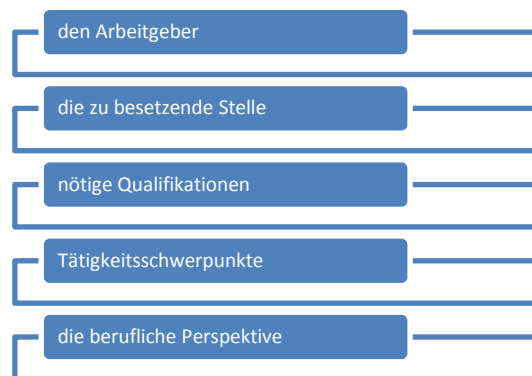 den Arbeitgeber
die zu besetzende Stelle
nötige Qualifikationen
Tätigkeitsschwerpunkte
die berufliche Perspektive